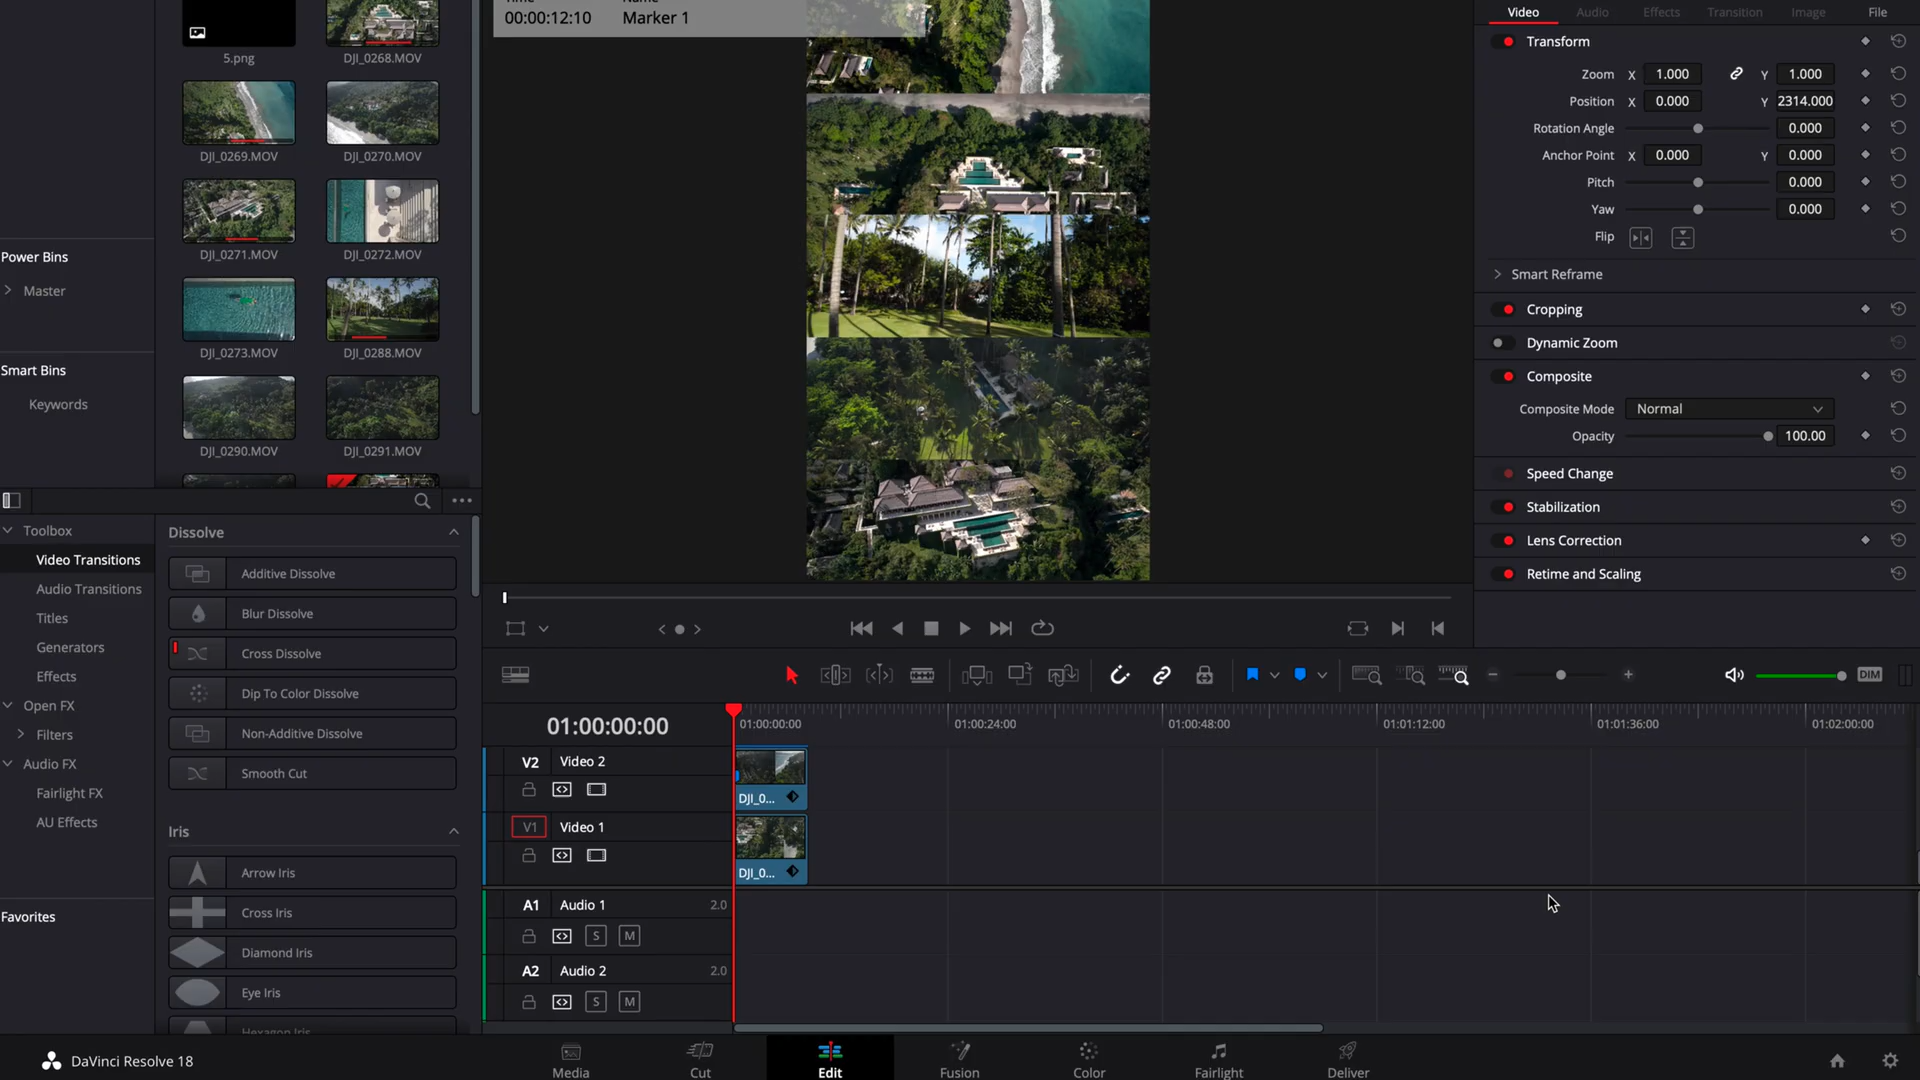 00:00:12:10 Marker 1
5.png
DJI_0268.MOV
DJI_0269.MOV
DJI_0270.MOV
DJI_0271.MOV
DJI_0272.MOV
DJI_0273.MOV
DJI_0288.MOV
DJI_0290.MOV
DJI_0291.MOV
Power Bins
Master
Smart Bins
Keywords
Toolbox
Video Transitions
Audio Transitions
Titles
Generators
Effects
Open FX
Filters
Audio FX
Fairlight FX
AU Effects
Favorites
Dissolve
Additive Dissolve
Blur Dissolve
Cross Dissolve
Dip To Color Dissolve
Non-Additive Dissolve
Smooth Cut
Iris
Arrow Iris
Cross Iris
Diamond Iris
Eye Iris
Hexagon Iris
Video Audio Effects Transition Image File
Transform
Zoom X 1.000 Y 1.000
Position X 0.000 Y 2314.000
Rotation Angle 0.000
Anchor Point X 0.000 Y 0.000
Pitch 0.000
Yaw 0.000
Flip
Smart Reframe
Cropping
Dynamic Zoom
Composite
Composite Mode Normal
Opacity 100.00
Speed Change
Stabilization
Lens Correction
Retime and Scaling
DIM
01:00:00:00
01:00:00:00 01:00:24:00 01:00:48:00 01:01:12:00 01:01:36:00 01:02:00:00
V2 Video 2
DJI_0...
V1 Video 1
DJI_0...
A1 Audio 1 2.0
S M
A2 Audio 2 2.0
S M
DaVinci Resolve 18
Media Cut Edit Fusion Color Fairlight Deliver